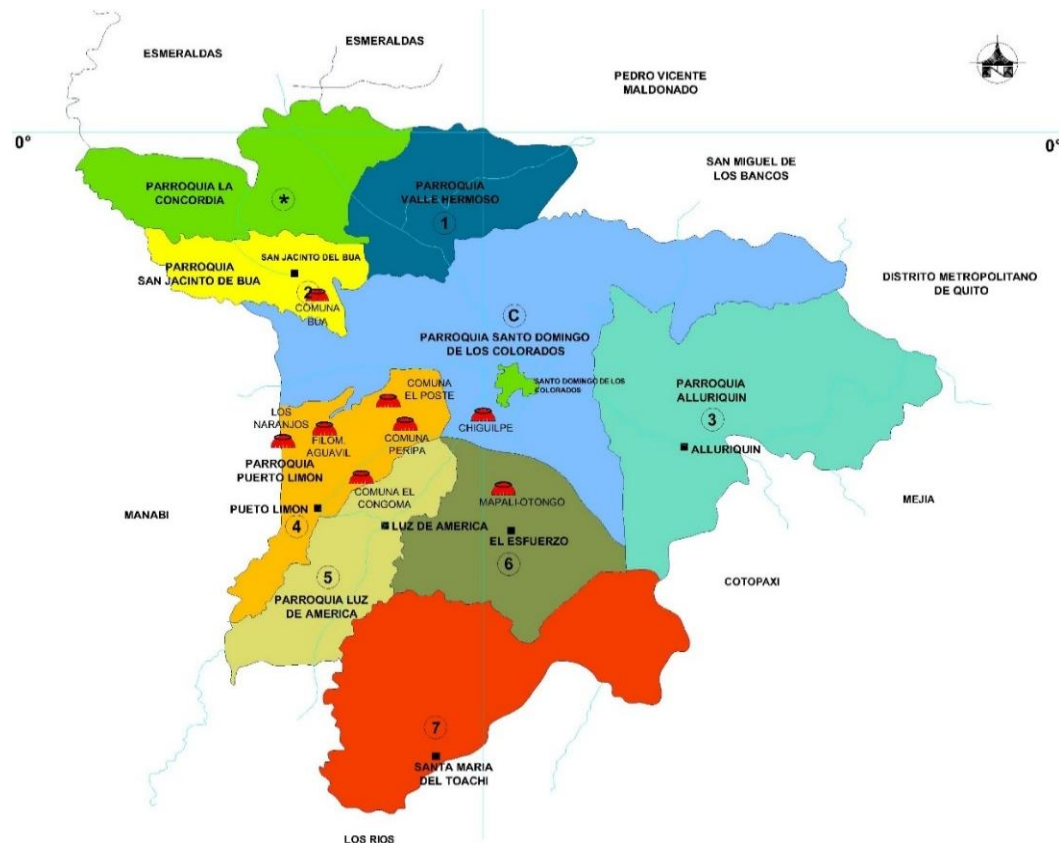 ESMERALDAS
ESMERALDAS
PEDRO VICENTE
MALDONADO
N
0°
0°
SAN MIGUEL DE
LOS BANCOS
PARROQUIA LA
CONCORDIA
*
PARROQUIA
VALLE HERMOSO
1
PARROQUIA
SAN JACINTO DE BUA
SAN JACINTO DEL BUA
2
COMUNA
BUA
DISTRITO METROPOLITANO
DE QUITO
C
PARROQUIA SANTO DOMINGO
DE LOS COLORADOS
SANTO DOMINGO DE LOS
COLORADOS
PARROQUIA
ALLURIQUIN
3
ALLURIQUIN
COMUNA
EL POSTE
LOS
NARANJOS
FILOM.
AGUAVIL
COMUNA
PERIPA
CHIGUILPE
PARROQUIA
PUERTO LIMON
COMUNA EL
CONGOMA
MAPALI-OTONGO
MANABI
PUETO LIMON
4
LUZ DE AMERICA
EL ESFUERZO
6
MEJIA
5
PARROQUIA LUZ
DE AMERICA
COTOPAXI
7
SANTA MARIA
DEL TOACHI
LOS RIOS